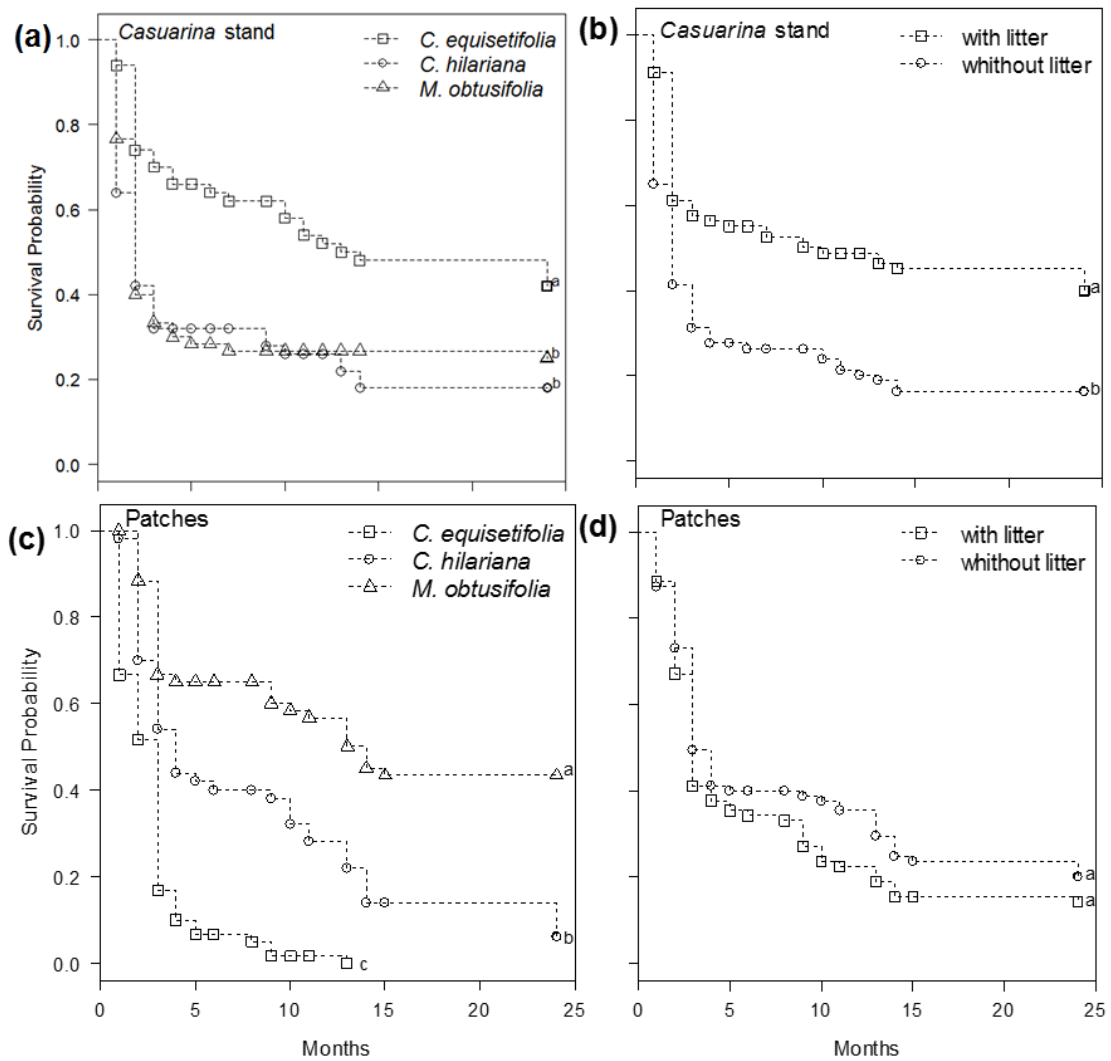 (a)
Casuarina stand
C. equisetifolia
C. hilariana
M. obtusifolia
1.0
0.8
0.6
0.4
0.2
0.0
Survival Probability
a
b
b
(b)
Casuarina stand
with litter
whithout litter
a
b
(c)
Patches
C. equisetifolia
C. hilariana
M. obtusifolia
1.0
0.8
0.6
0.4
0.2
0.0
Survival Probability
a
b
c
0 5 10 15 20 25
Months
(d)
Patches
with litter
whithout litter
a
a
0 5 10 15 20 25
Months